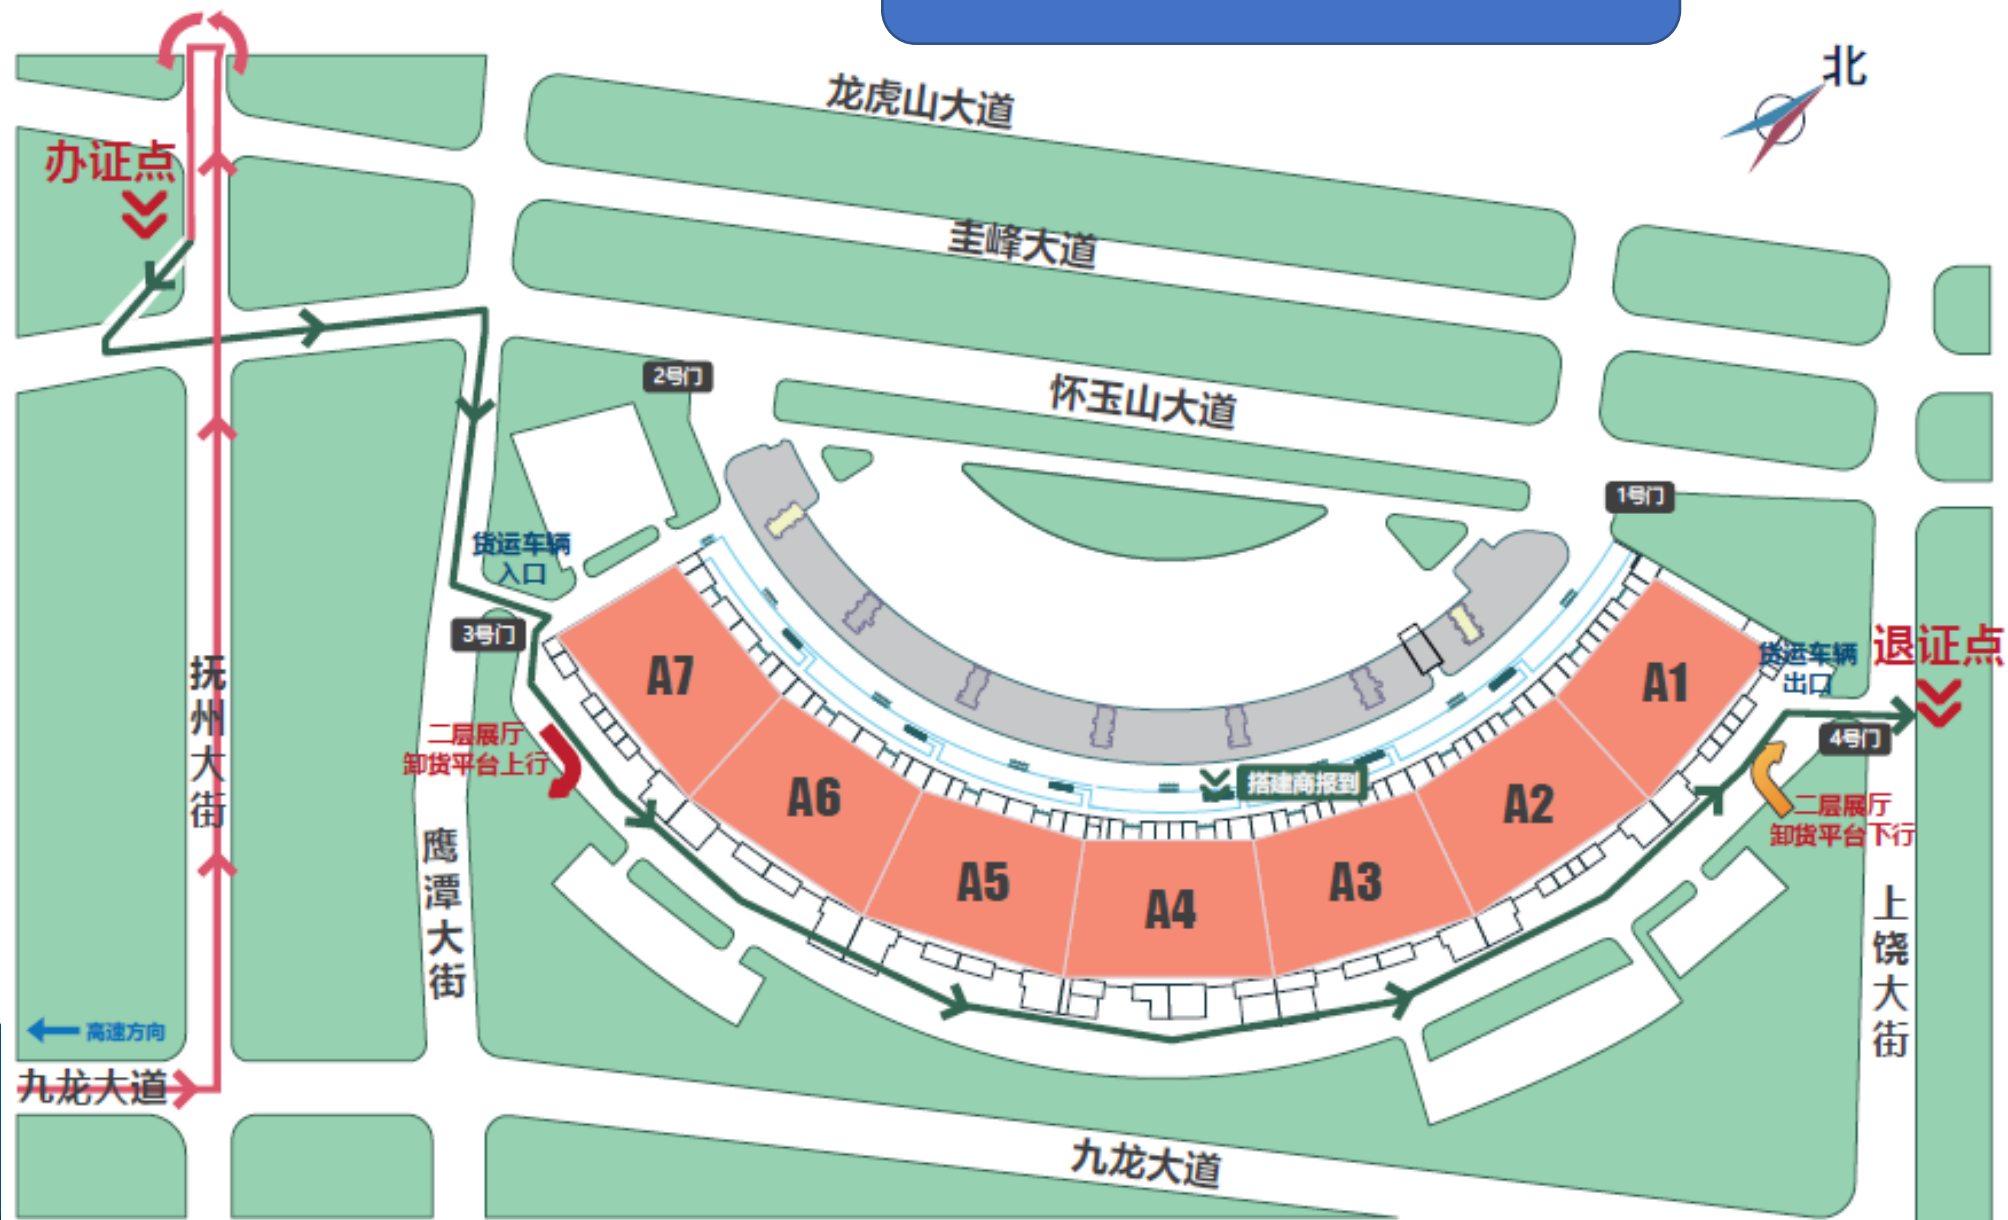 北
龙虎山大道
办证点
圭峰大道
2号门
怀玉山大道
1号门
货运车辆
入口
3号门
A7
A1
货运车辆
出口
退证点
抚州大街
二层展厅
卸货平台上行
4号门
搭建商报到
A6
A2
二层展厅
卸货平台下行
鹰潭大街
A5
A4
A3
上饶大街
高速方向
九龙大道
九龙大道